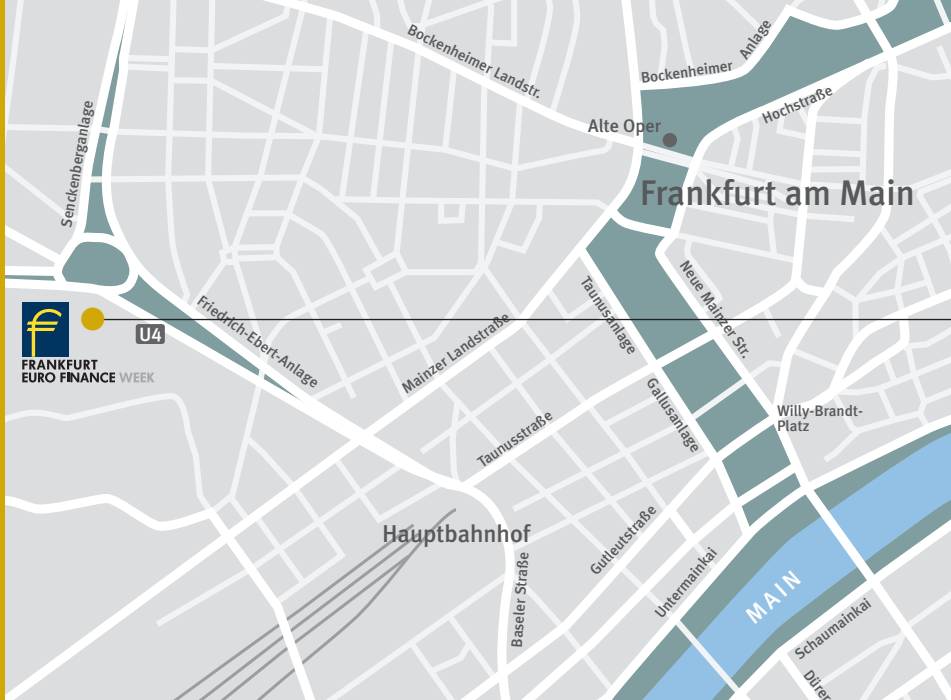 Bockenheimer Landstr.
Bockenheimer
Anlage
Hochstraße
Alte Oper
Senckenberganlage
Frankfurt am Main
Neue Mainzer Str.
Taunusanlage
Friedrich-Ebert-Anlage
U4
Mainzer Landstraße
FRANKFURT
EURO FINANCE WEEK
Gallusanlage
Taunusstraße
Willy-Brandt-
Platz
Hauptbahnhof
Gutleutstraße
Untermainkai
Baseler Straße
MAIN
Schaumainkai
Dürer